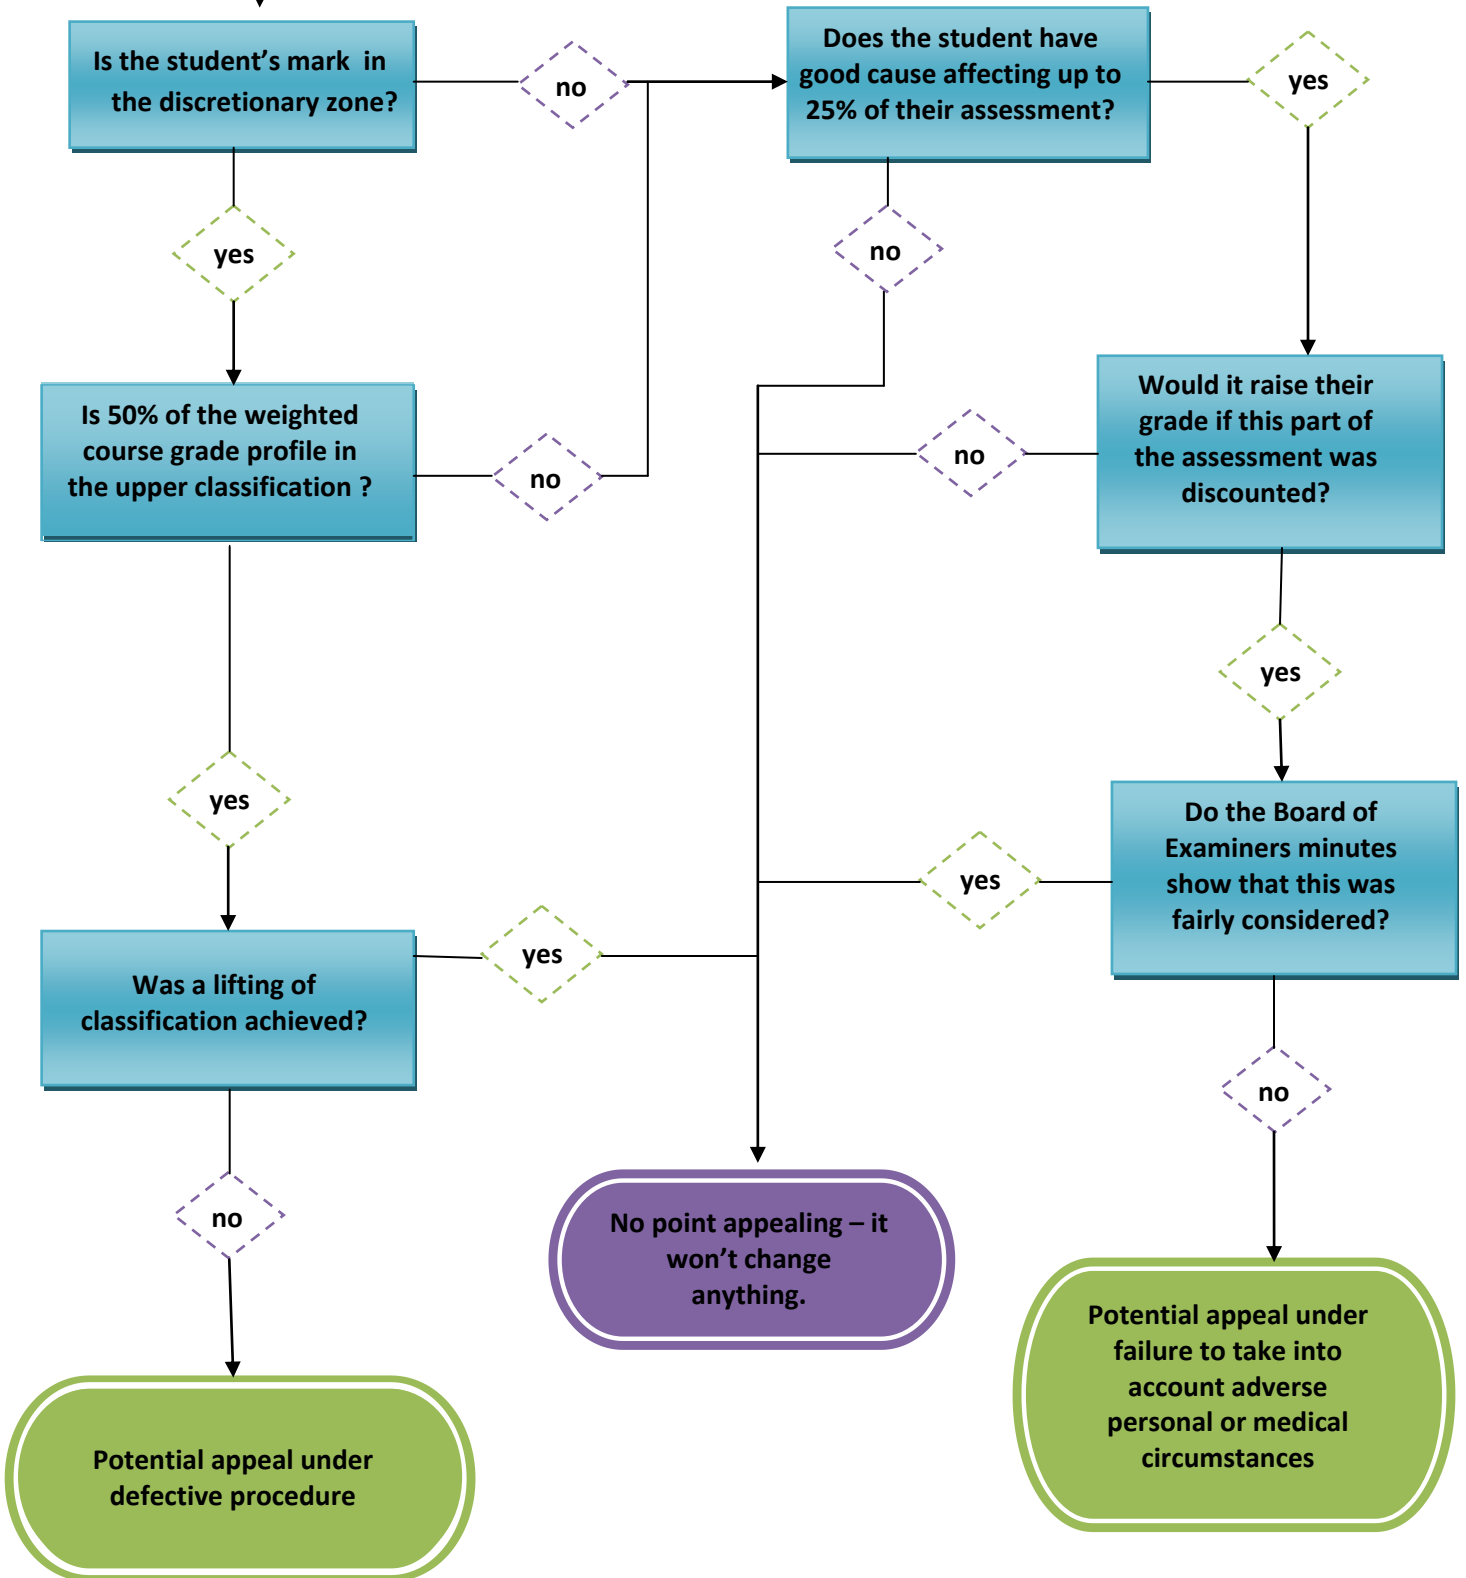 Is the student’s mark in
the discretionary zone?
no
Does the student have
good cause affecting up to
25% of their assessment?
yes
yes
no
Is 50% of the weighted
course grade profile in
the upper classification ?
no
no
Would it raise their
grade if this part of
the assessment was
discounted?
yes
yes
Do the Board of
Examiners minutes
show that this was
fairly considered?
yes
Was a lifting of
classification achieved?
yes
no
no
No point appealing – it
won’t change
anything.
Potential appeal under
failure to take into
account adverse
personal or medical
circumstances
Potential appeal under
defective procedure